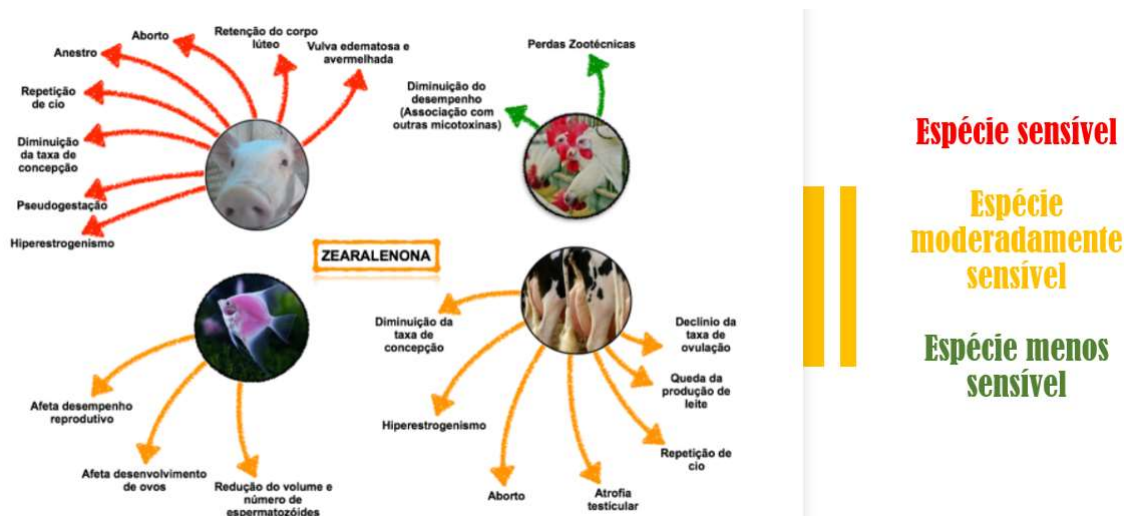 Aborto
Anestro
Repetição
de cio
Diminuição
da taxa de
concepção
Pseudogestação
Hiperestrogenismo
Retenção do corpo
lúteo
Vulva edematosa e
avermelhada
Perdas Zootécnicas
Diminuição do
desempenho
(Associação com
outras micotoxinas)
ZEARALENONA
Afeta desempenho
reprodutivo
Afeta desenvolvimento
de ovos
Redução do volume e
número de
espermatozóides
Diminuição da
taxa de
concepção
Hiperestrogenismo
Aborto
Atrofia
testicular
Repetição de
cio
Queda da
produção de
leite
Declínio da
taxa de
ovulação
Espécie sensível
Espécie
moderadamente
sensível
Espécie menos
sensível